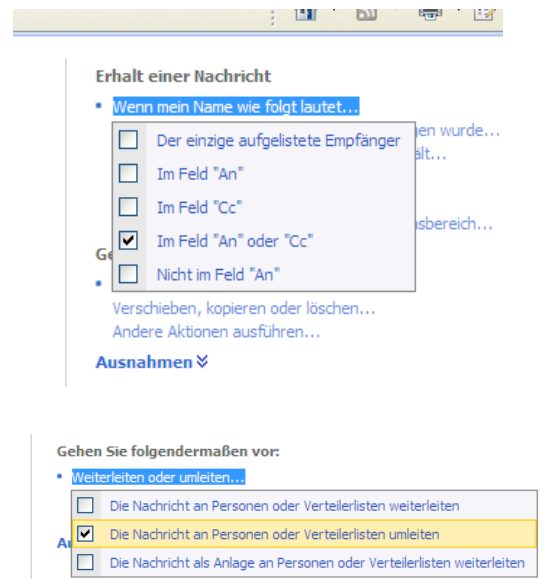 Erhalt einer Nachricht
Wenn mein Name wie folgt lautet...
Der einzige aufgelistete Empfänger
gen wurde...
ält...
Im Feld "An"
Im Feld "Cc"
sbereich...
Im Feld "An" oder "Cc"
Ge
Nicht im Feld "An"
Verschieben, kopieren oder löschen...
Andere Aktionen ausführen...
Ausnahmen
Gehen Sie folgendermaßen vor:
Weiterleiten oder umleiten...
Die Nachricht an Personen oder Verteilerlisten weiterleiten
Die Nachricht an Personen oder Verteilerlisten umleiten
Die Nachricht als Anlage an Personen oder Verteilerlisten weiterleiten